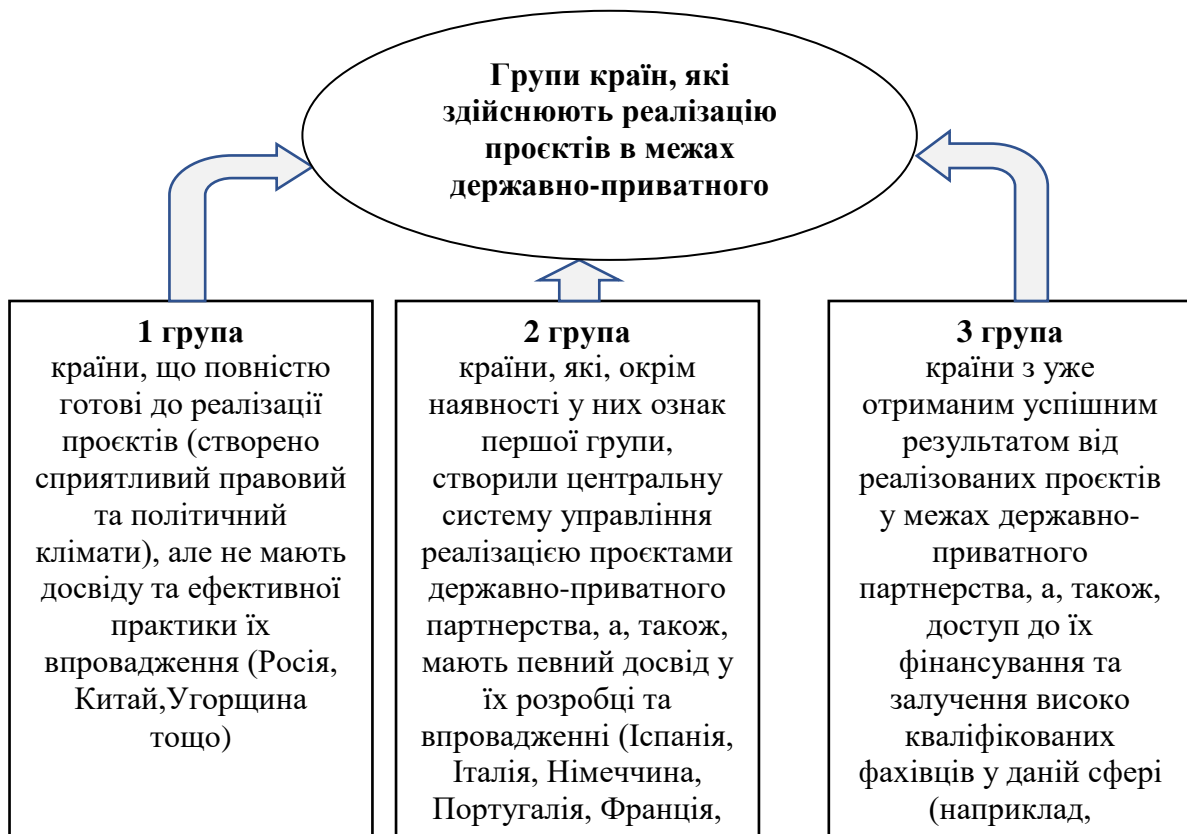 Групи країн, які
здійснюють реалізацію
проєктів в межах
державно-приватного
1 група
країни, що повністю
готові до реалізації
проєктів (створено
сприятливий правовий
та політичний
клімати), але не мають
досвіду та ефективної
практики їх
впровадження (Росія,
Китай,Угорщина
тощо)
2 група
країни, які, окрім
наявності у них ознак
першої групи,
створили центральну
систему управління
реалізацією проєктами
державно-приватного
партнерства, а, також,
мають певний досвід у
їх розробці та
впровадженні (Іспанія,
Італія, Німеччина,
Португалія, Франція,
3 група
країни з уже
отриманим успішним
результатом від
реалізованих проєктів
у межах державно-
приватного
партнерства, а, також,
доступ до їх
фінансування та
залучення високо
кваліфікованих
фахівців у даній сфері
(наприклад,